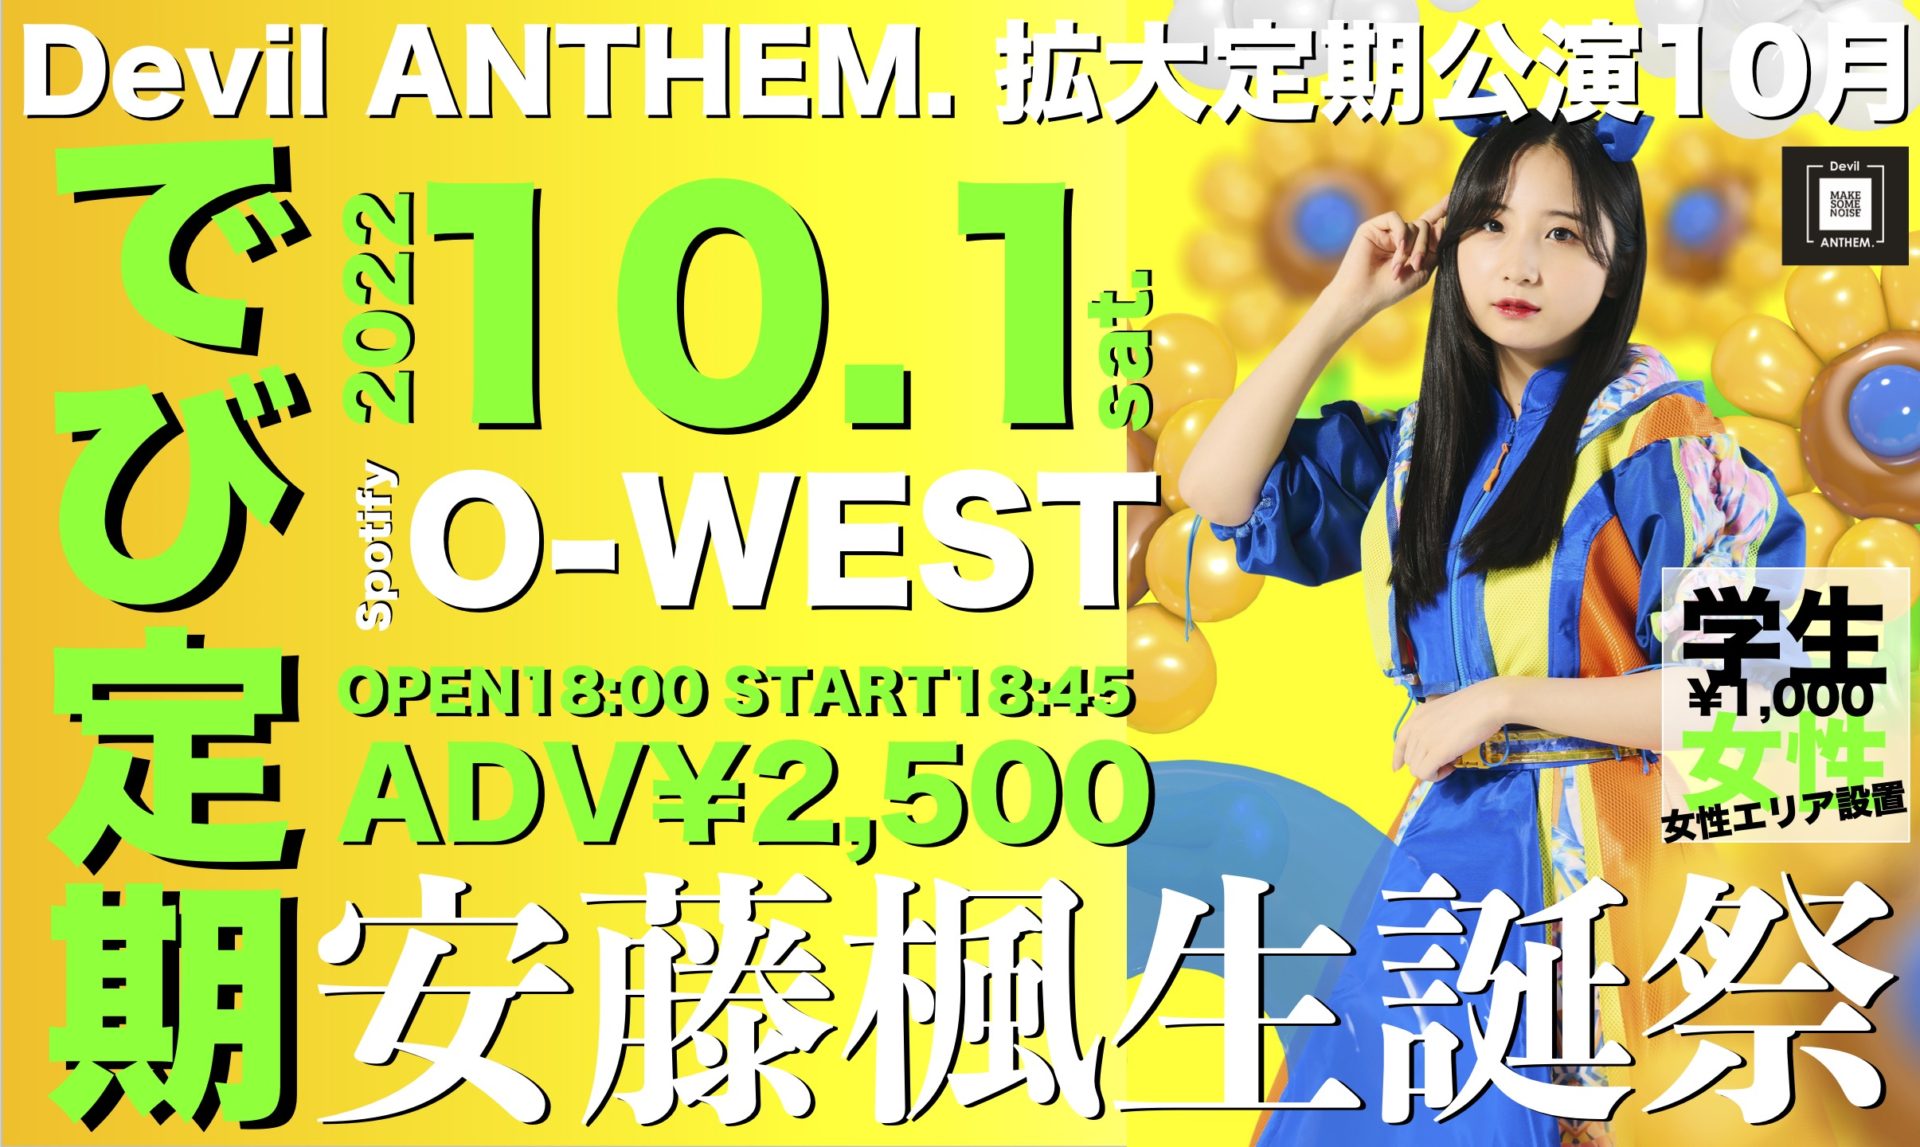 Devil ANTHEM. 拡大定期公演10月
でび定期
2022
10.1
sat.
Spotify
O-WEST
OPEN18:00 START18:45
ADV¥2,500
安藤楓生誕祭
Devil
MAKE
SOME
NOISE
ANTHEM.
学生
¥1,000
女性
女性エリア設置